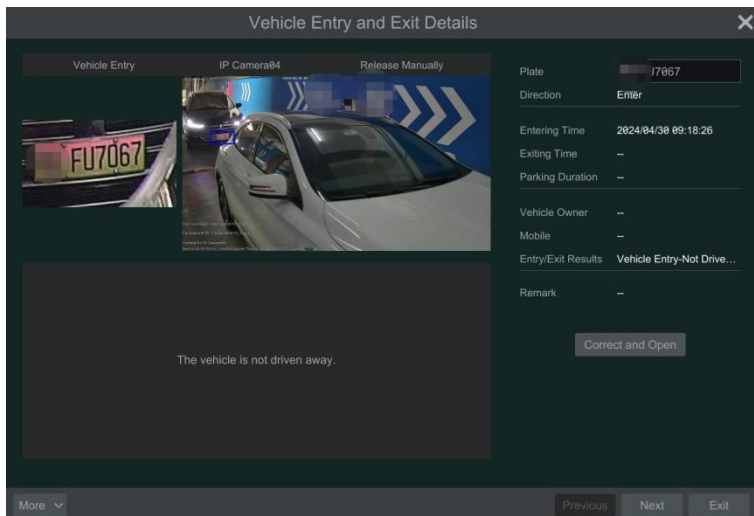 Vehicle Entry and Exit Details
Vehicle Entry
IP Camera04
Release Manually
FU7067
Plate
J7067
Direction
Enter
Entering Time
2024/04/30 09:18:26
Exiting Time
--
Parking Duration
--
Vehicle Owner
--
Mobile
--
Entry/Exit Results
Vehicle Entry-Not Drive...
Remark
--
Correct and Open
The vehicle is not driven away.
More
Previous
Next
Exit